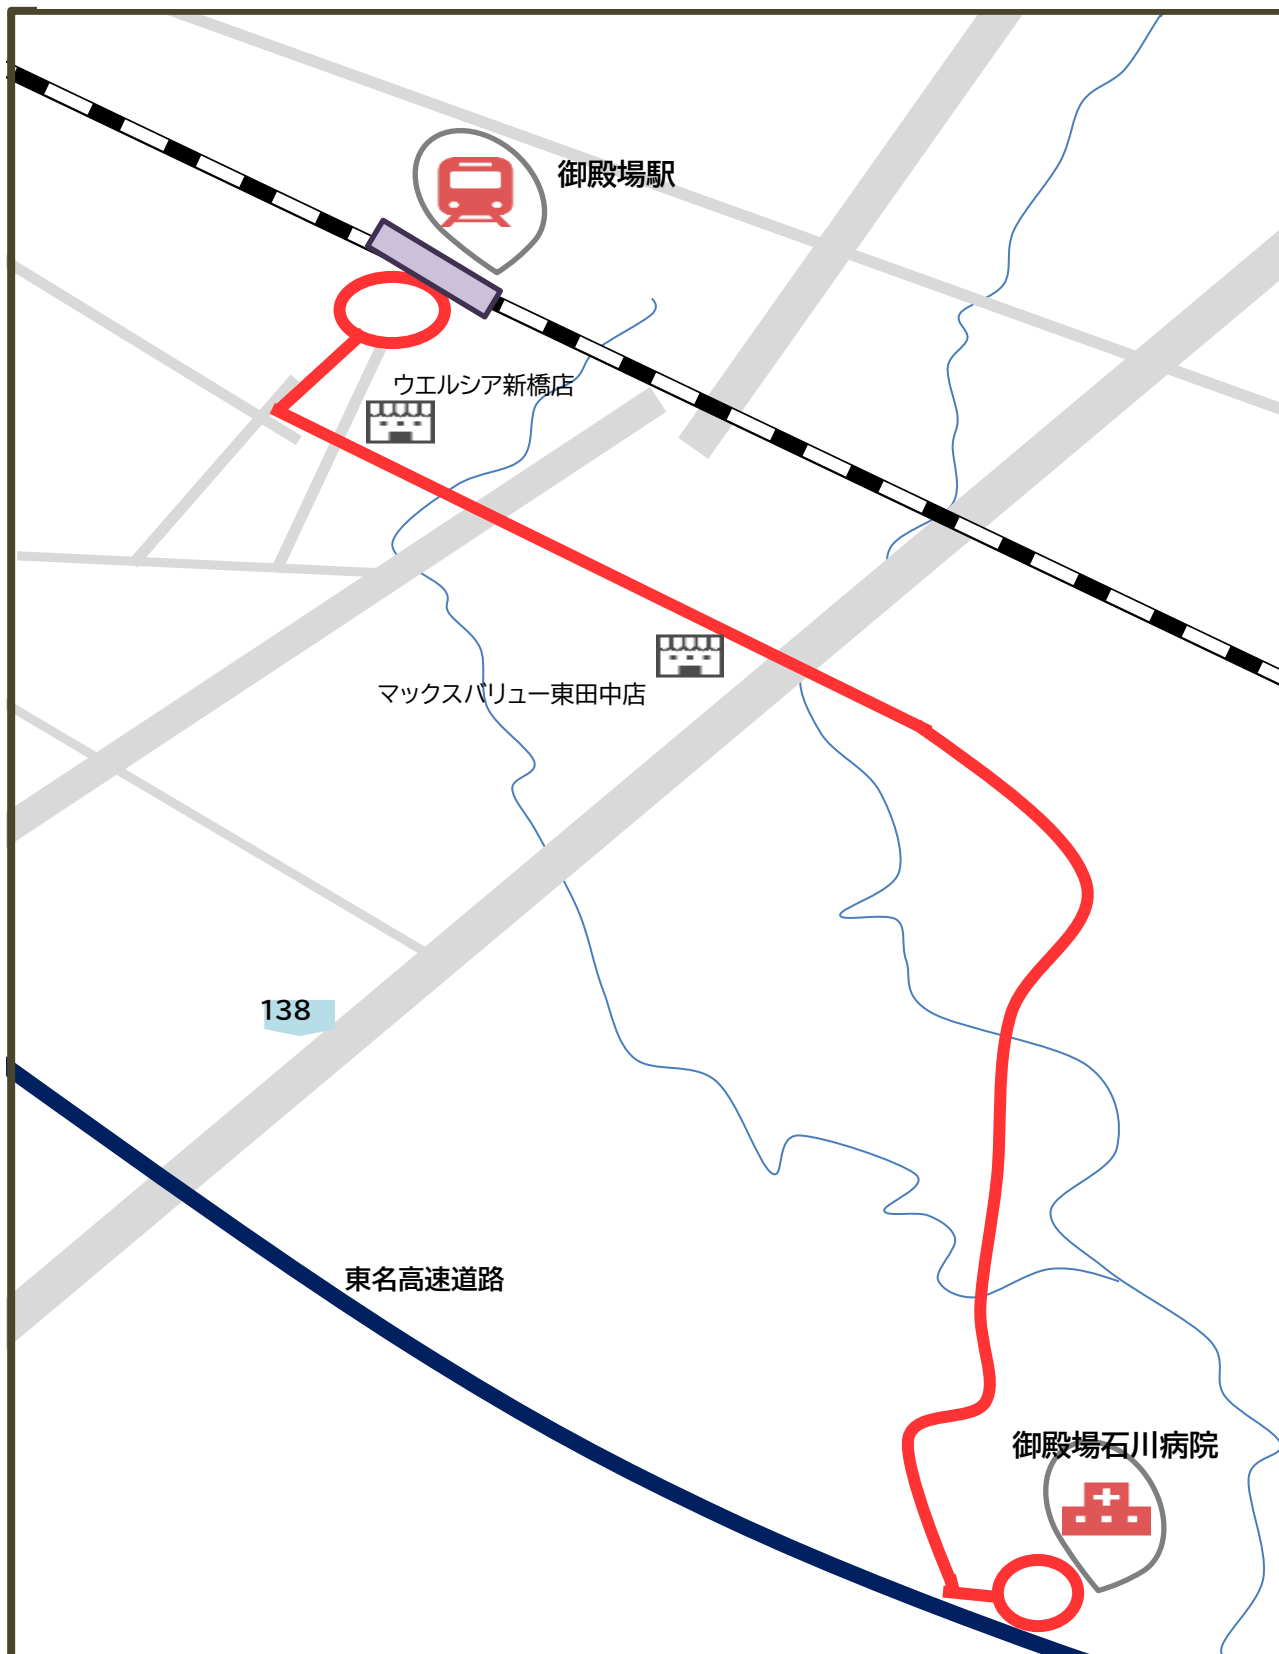 御殿場駅
ウエルシア新橋店
マックスバリュー東田中店
138
東名高速道路
御殿場石川病院